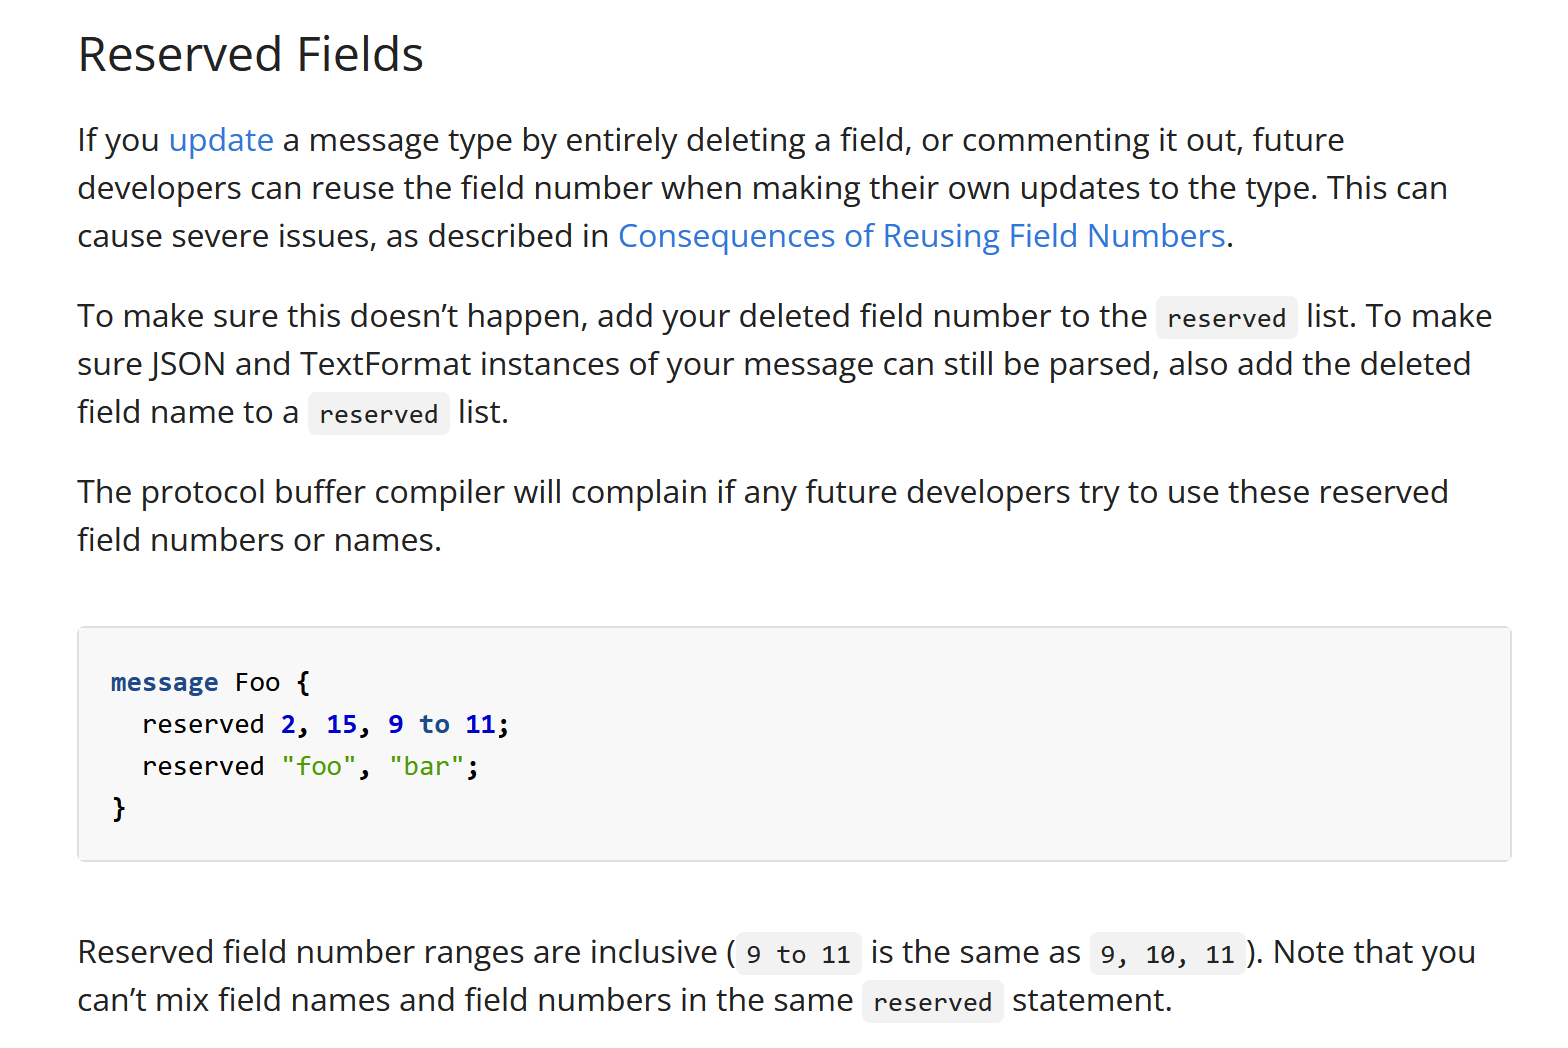 Reserved Fields
If you update a message type by entirely deleting a field, or commenting it out, future
developers can reuse the field number when making their own updates to the type. This can
cause severe issues, as described in Consequences of Reusing Field Numbers.
To make sure this doesn’t happen, add your deleted field number to the reserved list. To make
sure JSON and TextFormat instances of your message can still be parsed, also add the deleted
field name to a reserved list.
The protocol buffer compiler will complain if any future developers try to use these reserved
field numbers or names.
message Foo {
  reserved 2, 15, 9 to 11;
  reserved "foo", "bar";
}
Reserved field number ranges are inclusive (9 to 11 is the same as 9, 10, 11). Note that you
can’t mix field names and field numbers in the same reserved statement.